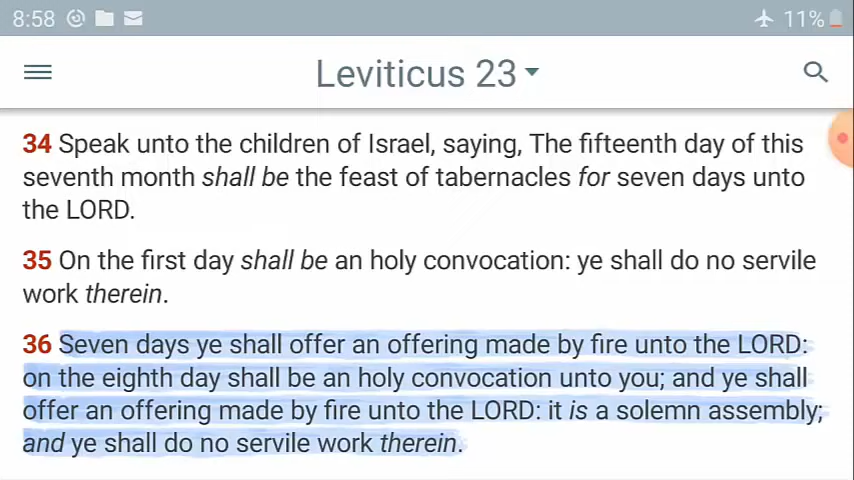 8:58 11%
Leviticus 23
34 Speak unto the children of Israel, saying, The fifteenth day of this
seventh month shall be the feast of tabernacles for seven days unto
the LORD.
35 On the first day shall be an holy convocation: ye shall do no servile
work therein.
36 Seven days ye shall offer an offering made by fire unto the LORD:
on the eighth day shall be an holy convocation unto you; and ye shall
offer an offering made by fire unto the LORD: it is a solemn assembly;
and ye shall do no servile work therein.